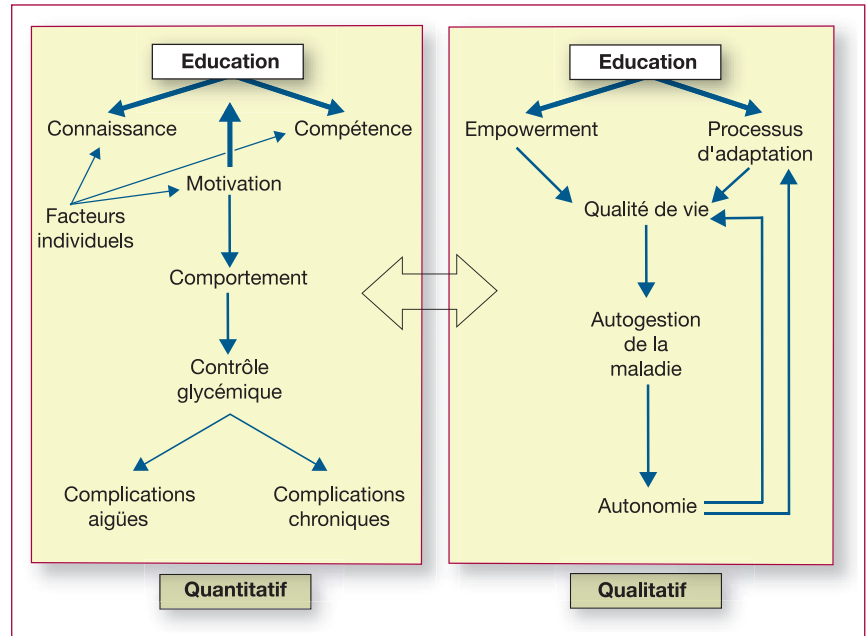 Education
Connaissance
Compétence
Motivation
Facteurs
individuels
Comportement
Contrôle
glycémique
Complications
aigües
Complications
chroniques
Quantitatif
Education
Empowerment
Processus
d'adaptation
Qualité de vie
Autogestion
de la
maladie
Autonomie
Qualitatif